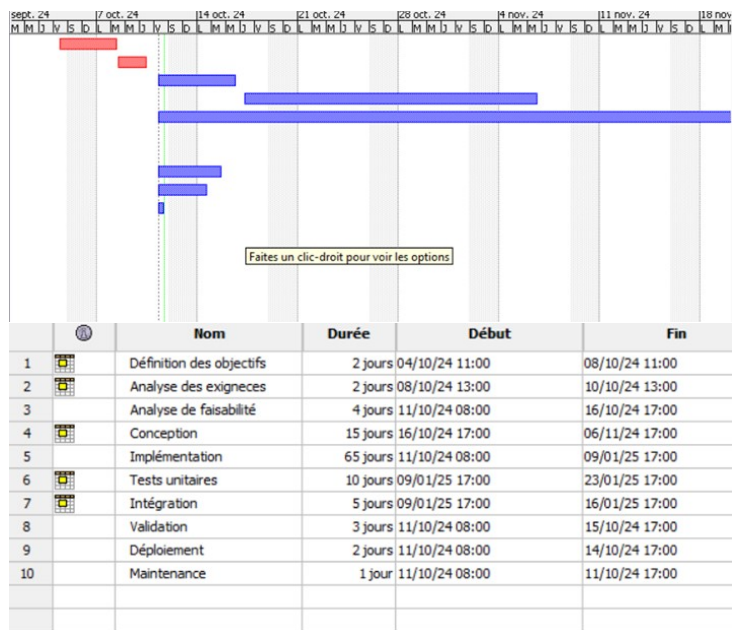 sept. 24 7 oct. 24 14 oct. 24 21 oct. 24 28 oct. 24 4 nov. 24 11 nov. 24 18 nov
M M J V S D L M M J V S D L M M J V S D L M M J V S D L M M J V S D L M M J V S D L M M J V S D L M
Faites un clic-droit pour voir les options
Nom Durée Début Fin
1 Définition des objectifs 2 jours 04/10/24 11:00 08/10/24 11:00
2 Analyse des exigneces 2 jours 08/10/24 13:00 10/10/24 13:00
3 Analyse de faisabilité 4 jours 11/10/24 08:00 16/10/24 17:00
4 Conception 15 jours 16/10/24 17:00 06/11/24 17:00
5 Implémentation 65 jours 11/10/24 08:00 09/01/25 17:00
6 Tests unitaires 10 jours 09/01/25 17:00 23/01/25 17:00
7 Intégration 5 jours 09/01/25 17:00 16/01/25 17:00
8 Validation 3 jours 11/10/24 08:00 15/10/24 17:00
9 Déploiement 2 jours 11/10/24 08:00 14/10/24 17:00
10 Maintenance 1 jour 11/10/24 08:00 11/10/24 17:00